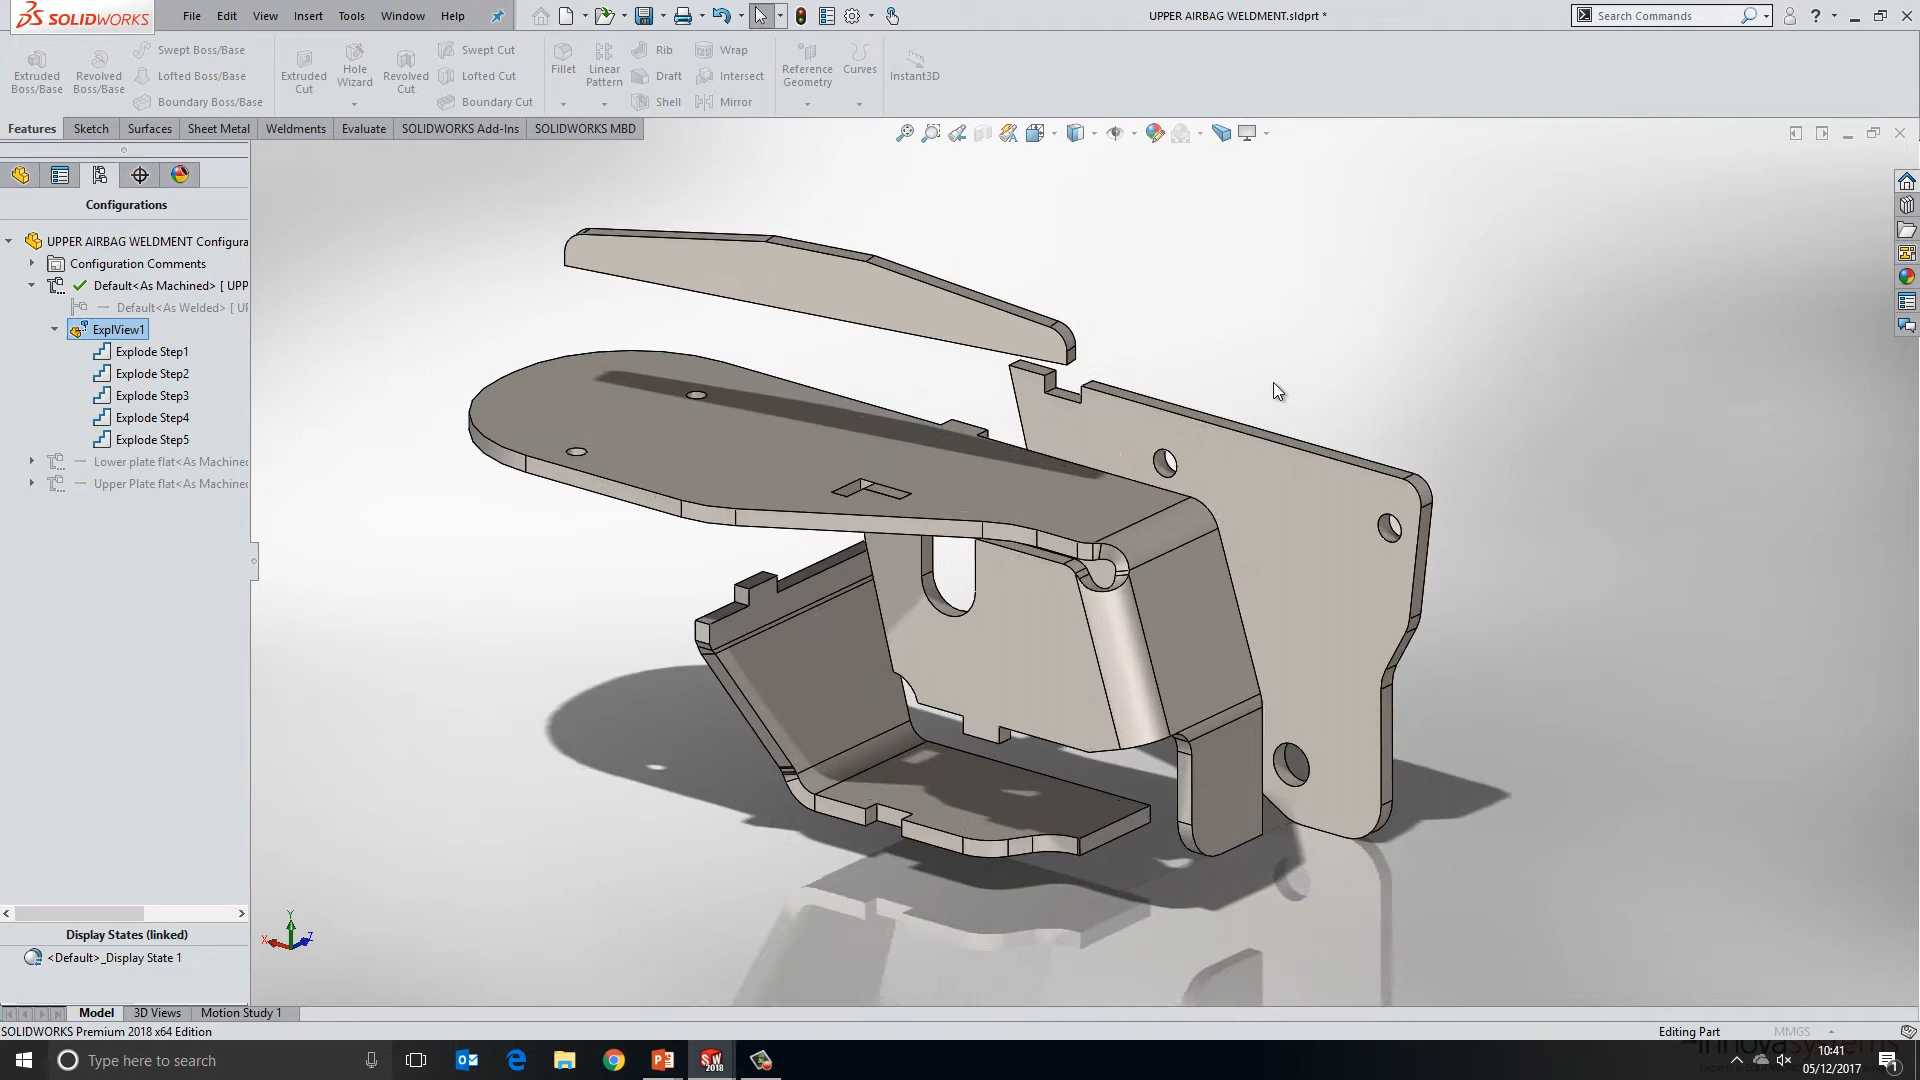 SOLIDWORKS File Edit View Insert Tools Window Help UPPER AIRBAG WELDMENT.sldprt * Search Commands ?
Extruded Boss/Base Revolved Boss/Base Swept Boss/Base Lofted Boss/Base Boundary Boss/Base Extruded Cut Hole Wizard Revolved Cut Swept Cut Lofted Cut Boundary Cut Fillet Linear Pattern Rib Draft Shell Wrap Intersect Mirror Reference Geometry Curves Instant3D
Features Sketch Surfaces Sheet Metal Weldments Evaluate SOLIDWORKS Add-Ins SOLIDWORKS MBD
Configurations
UPPER AIRBAG WELDMENT Configura
Configuration Comments
Default<As Machined> [ UPP
Default<As Welded> [ UI
ExplView1
Explode Step1
Explode Step2
Explode Step3
Explode Step4
Explode Step5
Lower plate flat<As Machine
Upper Plate flat<As Machine
Display States (linked)
<Default>_Display State 1
Y
X Z
Model 3D Views Motion Study 1
SOLIDWORKS Premium 2018 x64 Edition Editing Part MMGS
innovasystems
Type here to search 10:41
05/12/2017